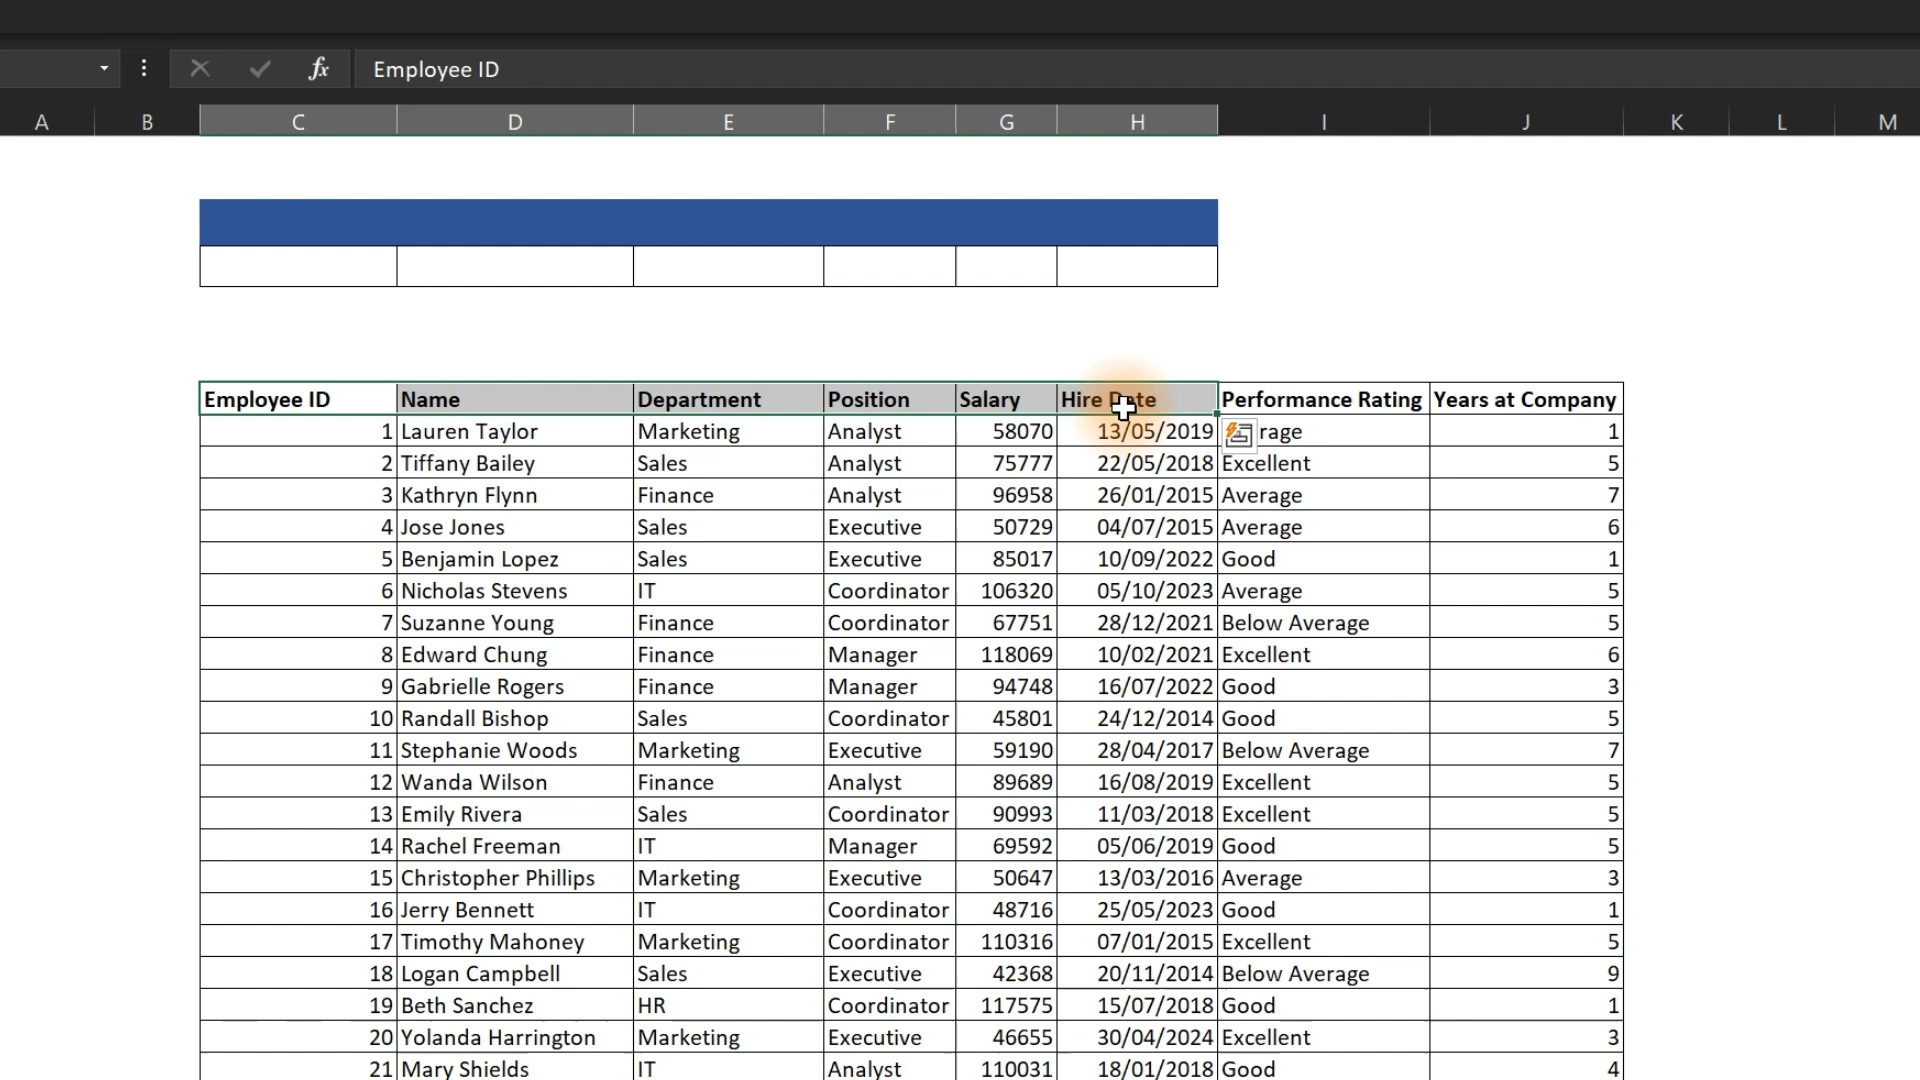 fx Employee ID
A B C D E F G H I J K L M
Employee ID Name Department Position Salary Hire Date Performance Rating Years at Company
1 Lauren Taylor Marketing Analyst 58070 13/05/2019 rage 1
2 Tiffany Bailey Sales Analyst 75777 22/05/2018 Excellent 5
3 Kathryn Flynn Finance Analyst 96958 26/01/2015 Average 7
4 Jose Jones Sales Executive 50729 04/07/2015 Average 6
5 Benjamin Lopez Sales Executive 85017 10/09/2022 Good 1
6 Nicholas Stevens IT Coordinator 106320 05/10/2023 Average 5
7 Suzanne Young Finance Coordinator 67751 28/12/2021 Below Average 5
8 Edward Chung Finance Manager 118069 10/02/2021 Excellent 6
9 Gabrielle Rogers Finance Manager 94748 16/07/2022 Good 3
10 Randall Bishop Sales Coordinator 45801 24/12/2014 Good 5
11 Stephanie Woods Marketing Executive 59190 28/04/2017 Below Average 7
12 Wanda Wilson Finance Analyst 89689 16/08/2019 Excellent 5
13 Emily Rivera Sales Coordinator 90993 11/03/2018 Excellent 5
14 Rachel Freeman IT Manager 69592 05/06/2019 Good 5
15 Christopher Phillips Marketing Executive 50647 13/03/2016 Average 3
16 Jerry Bennett IT Coordinator 48716 25/05/2023 Good 1
17 Timothy Mahoney Marketing Coordinator 110316 07/01/2015 Excellent 5
18 Logan Campbell Sales Executive 42368 20/11/2014 Below Average 9
19 Beth Sanchez HR Coordinator 117575 15/07/2018 Good 1
20 Yolanda Harrington Marketing Executive 46655 30/04/2024 Excellent 3
21 Mary Shields IT Analyst 110031 18/01/2018 Good 4